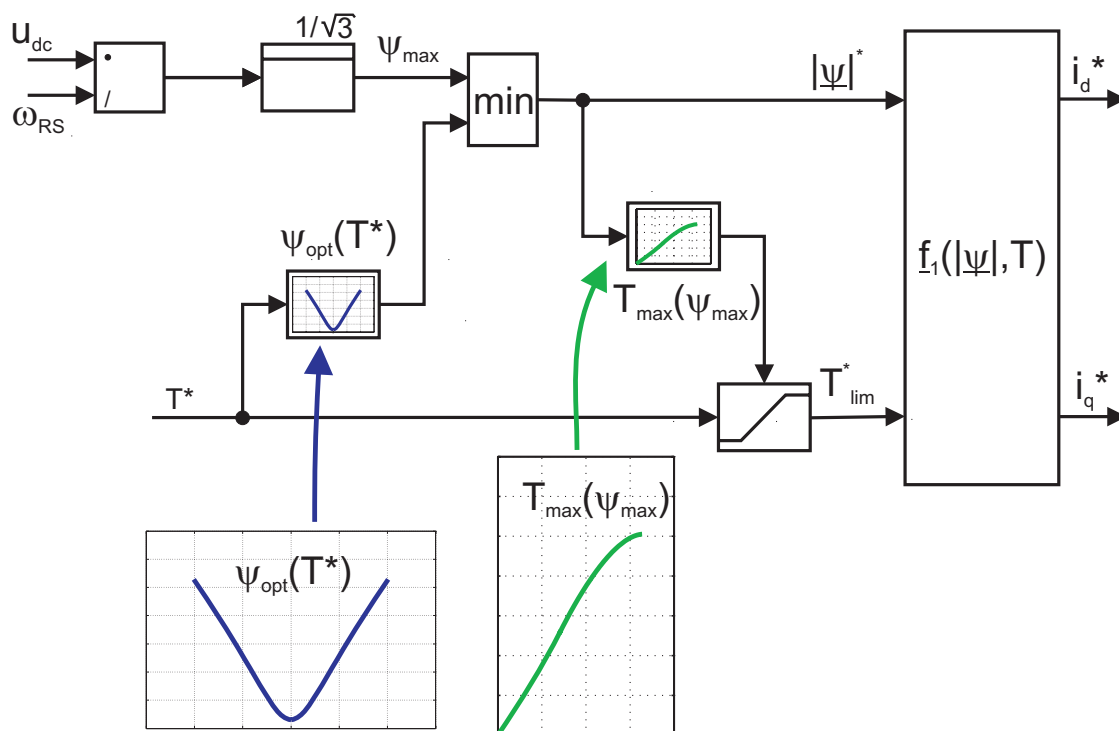 1/√3
u_dc
ψ_max
|ψ|*
i_d*
•
/
min
ω_RS
ψ_opt(T*)
f_1(|ψ|,T)
T_max(ψ_max)
T*
T*_lim
i_q*
T_max(ψ_max)
ψ_opt(T*)